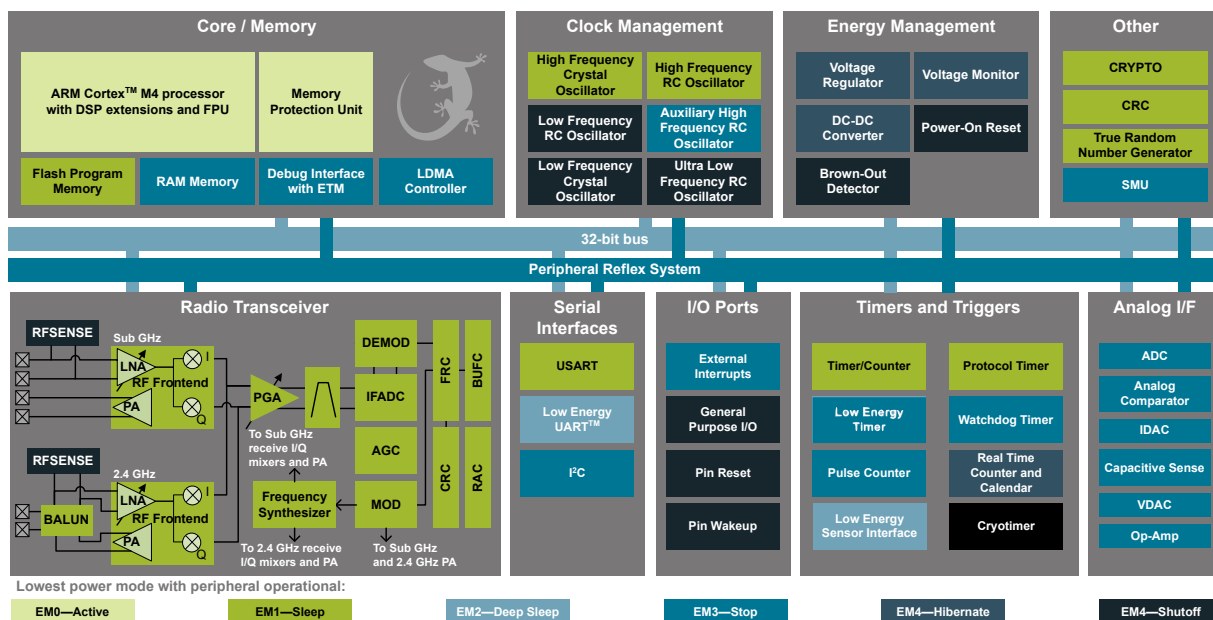 Core / Memory
ARM Cortex™ M4 processor
with DSP extensions and FPU
Memory
Protection Unit
Flash Program
Memory
RAM Memory
Debug Interface
with ETM
LDMA
Controller
Clock Management
High Frequency
Crystal
Oscillator
High Frequency
RC Oscillator
Low Frequency
RC Oscillator
Auxiliary High
Frequency RC
Oscillator
Low Frequency
Crystal
Oscillator
Ultra Low
Frequency RC
Oscillator
Energy Management
Voltage
Regulator
Voltage Monitor
DC-DC
Converter
Power-On Reset
Brown-Out
Detector
Other
CRYPTO
CRC
True Random
Number Generator
SMU
32-bit bus
Peripheral Reflex System
Radio Transceiver
RFSENSE
Sub GHz
LNA
RF Frontend
PA
I
Q
PGA
To Sub GHz
receive I/Q
mixers and PA
RFSENSE
2.4 GHz
LNA
RF Frontend
BALUN
PA
I
Q
Frequency
Synthesizer
To 2.4 GHz receive
I/Q mixers and PA
DEMOD
IFADC
AGC
MOD
To Sub GHz
and 2.4 GHz PA
FRC
BUFC
CRC
RAC
Serial
Interfaces
USART
Low Energy
UART™
I²C
I/O Ports
External
Interrupts
General
Purpose I/O
Pin Reset
Pin Wakeup
Timers and Triggers
Timer/Counter
Protocol Timer
Low Energy
Timer
Watchdog Timer
Pulse Counter
Real Time
Counter and
Calendar
Low Energy
Sensor Interface
Cryotimer
Analog I/F
ADC
Analog
Comparator
IDAC
Capacitive Sense
VDAC
Op-Amp
Lowest power mode with peripheral operational:
EM0—Active
EM1—Sleep
EM2—Deep Sleep
EM3—Stop
EM4—Hibernate
EM4—Shutoff